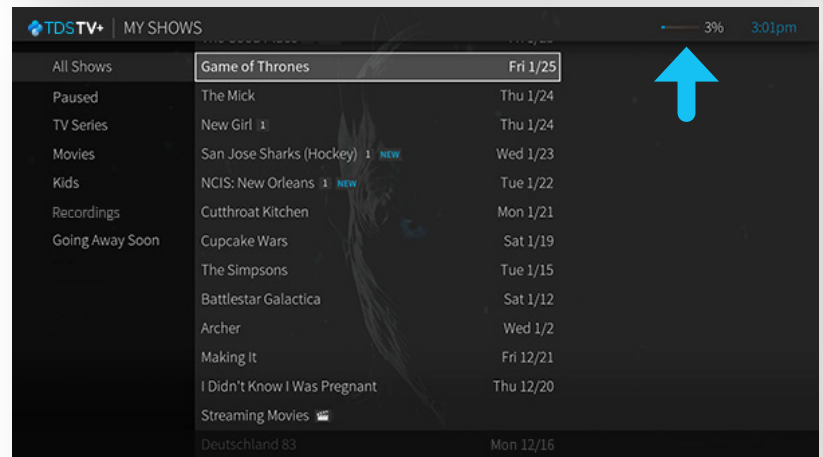 TDSTV+ | MY SHOWS 3% 3:01pm
All Shows
Paused
TV Series
Movies
Kids
Recordings
Going Away Soon
Game of Thrones Fri 1/25
The Mick Thu 1/24
New Girl 1 Thu 1/24
San Jose Sharks (Hockey) 1 NEW Wed 1/23
NCIS: New Orleans 1 NEW Tue 1/22
Cutthroat Kitchen Mon 1/21
Cupcake Wars Sat 1/19
The Simpsons Tue 1/15
Battlestar Galactica Sat 1/12
Archer Wed 1/2
Making It Fri 12/21
I Didn't Know I Was Pregnant Thu 12/20
Streaming Movies
Deutschland 83 Mon 12/16